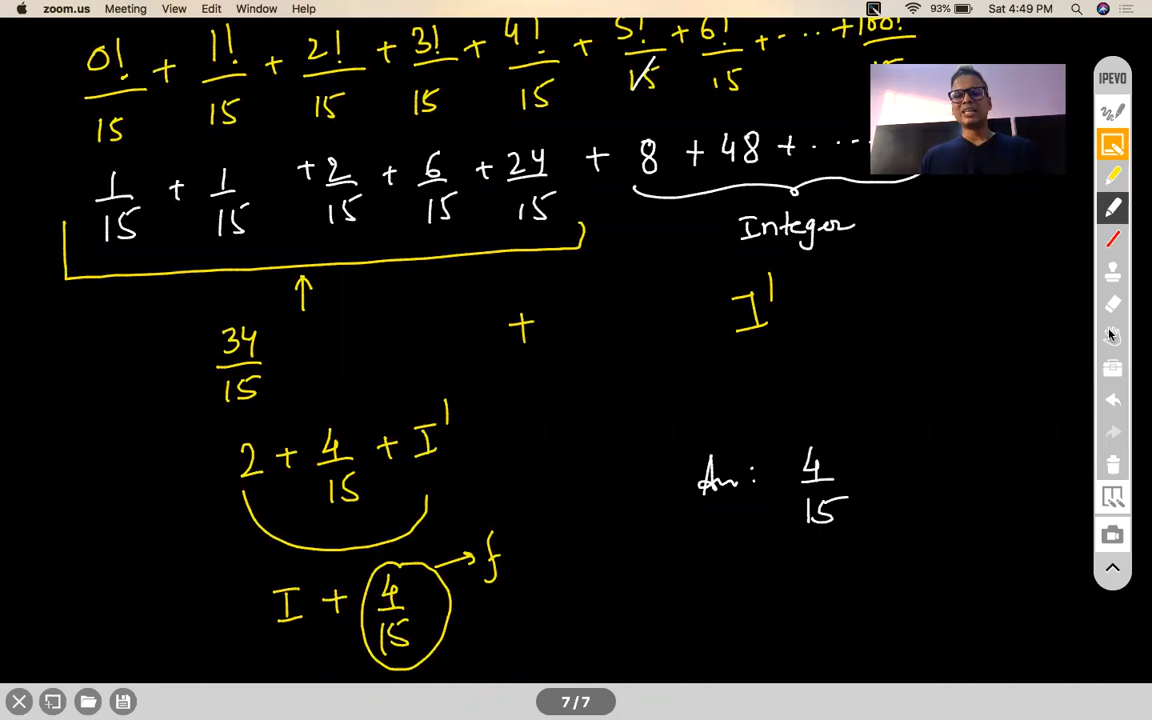 zoom.us Meeting View Edit Window Help 93% Sat 4:49 PM
0!/15 + 1!/15 + 2!/15 + 3!/15 + 4!/15 + 5!/15 + 6!/15 + ... + 100!/15
IPEVO
1/15 + 1/15 + 2/15 + 6/15 + 24/15 + 8 + 48 + ...
Integer
34/15 + I'
2 + 4/15 + I'
An: 4/15
I + 4/15 → f
7/7